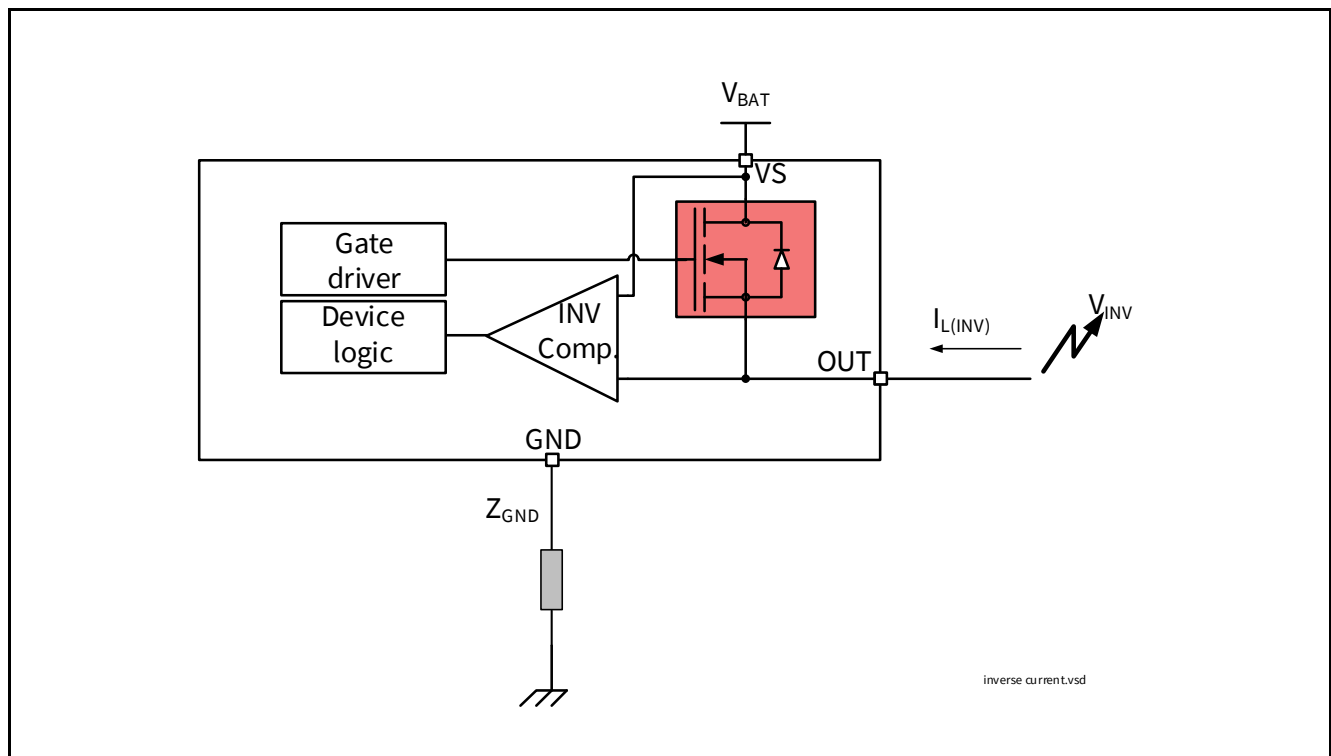 VBAT
VS
Gate
driver
Device
logic
INV
Comp.
IL(INV)
VINV
OUT
GND
ZGND
inverse current.vsd